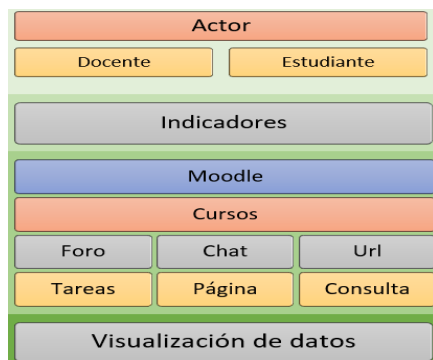 Actor
Docente Estudiante
Indicadores
Moodle
Cursos
Foro Chat Url
Tareas Página Consulta
Visualización de datos